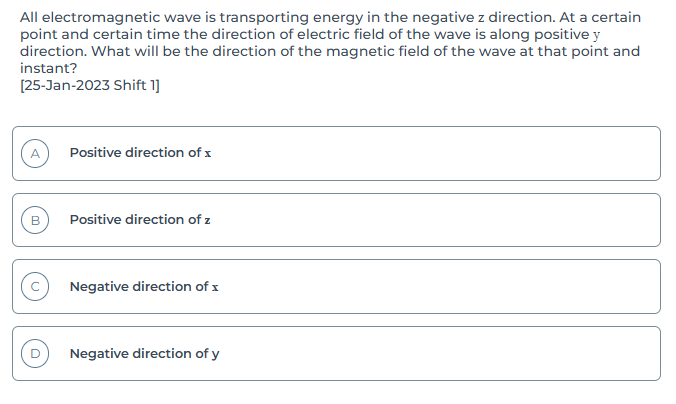 All electromagnetic wave is transporting energy in the negative z direction. At a certain
point and certain time the direction of electric field of the wave is along positive y
direction. What will be the direction of the magnetic field of the wave at that point and
instant?
[25-Jan-2023 Shift 1]
A Positive direction of x
B Positive direction of z
C Negative direction of x
D Negative direction of y